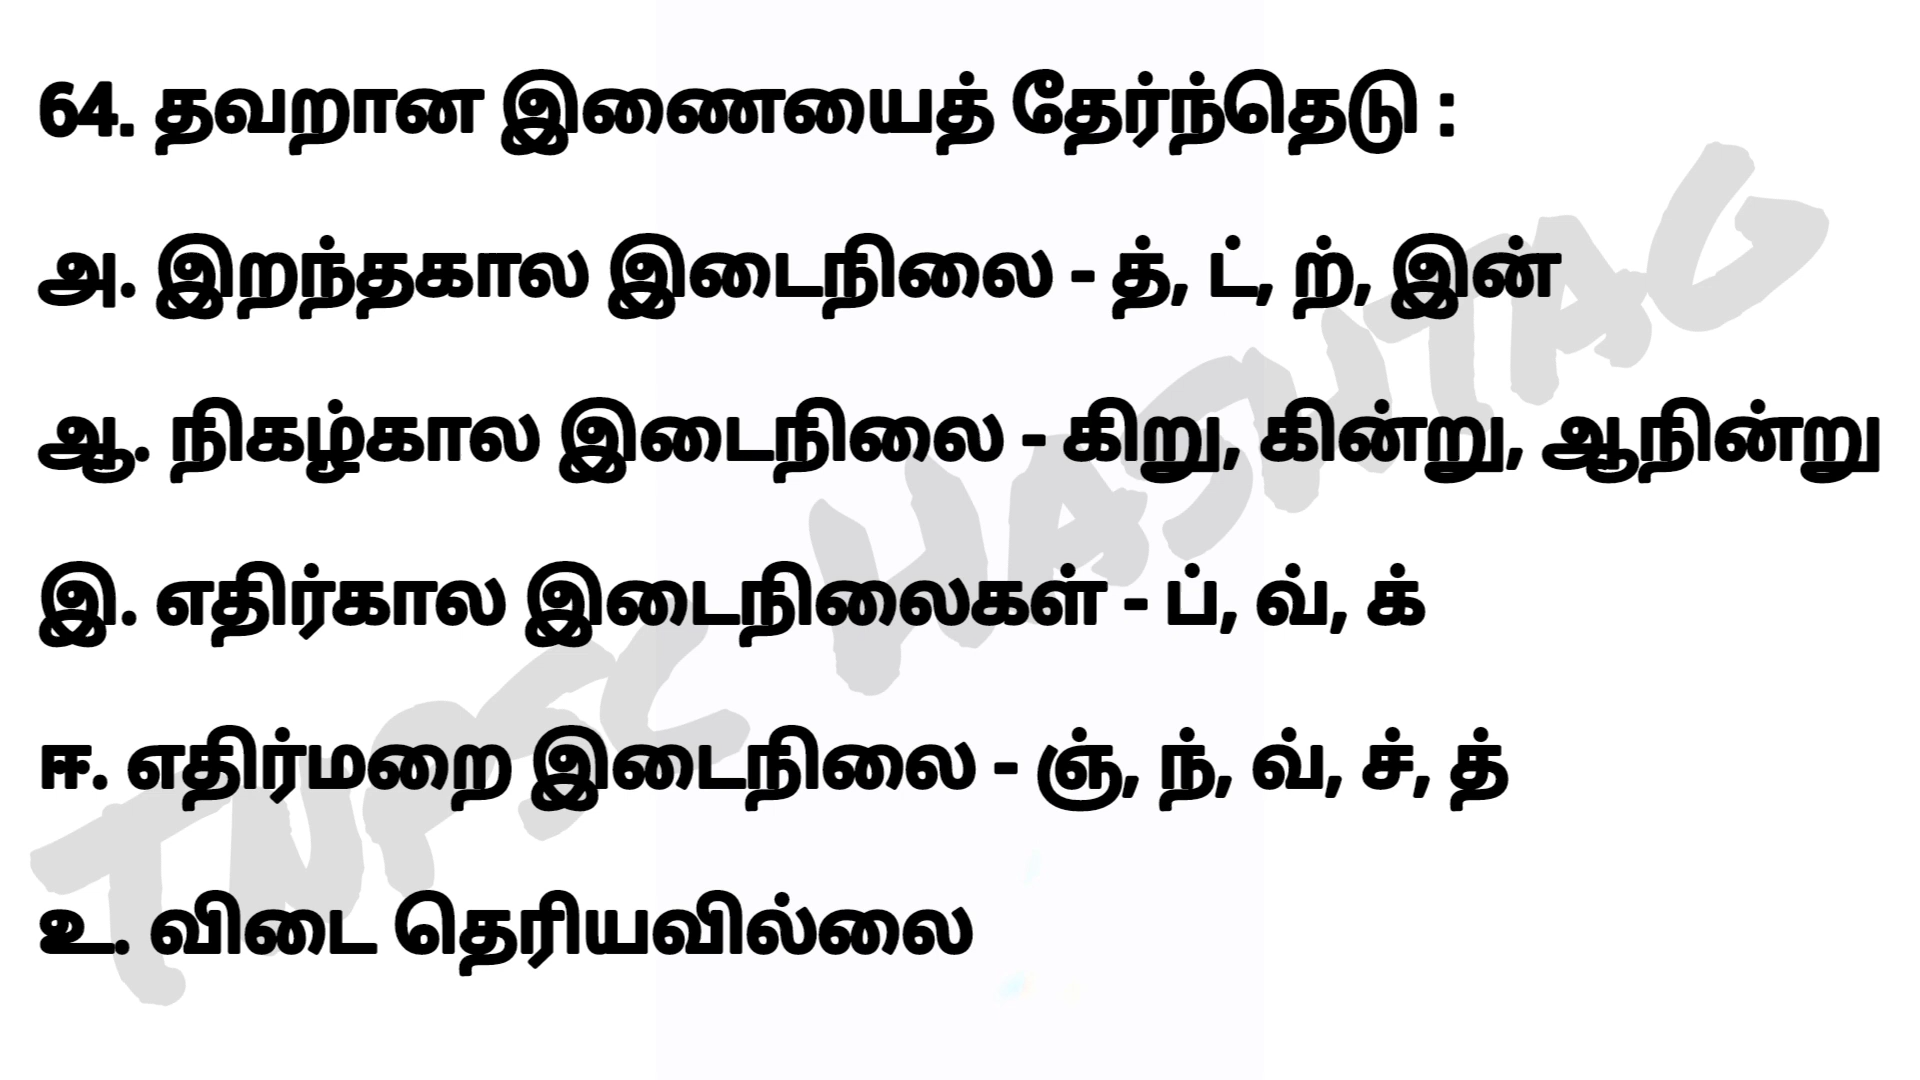 64. தவறான இணையைத் தேர்ந்தெடு :
அ. இறந்தகால இடைநிலை - த், ட், ற், இன்
ஆ. நிகழ்கால இடைநிலை - கிறு, கின்று, ஆநின்று
இ. எதிர்கால இடைநிலைகள் - ப், வ், க்
ஈ. எதிர்மறை இடைநிலை - ஞ், ந், வ், ச், த்
உ. விடை தெரியவில்லை
TNPSC HASHTAG